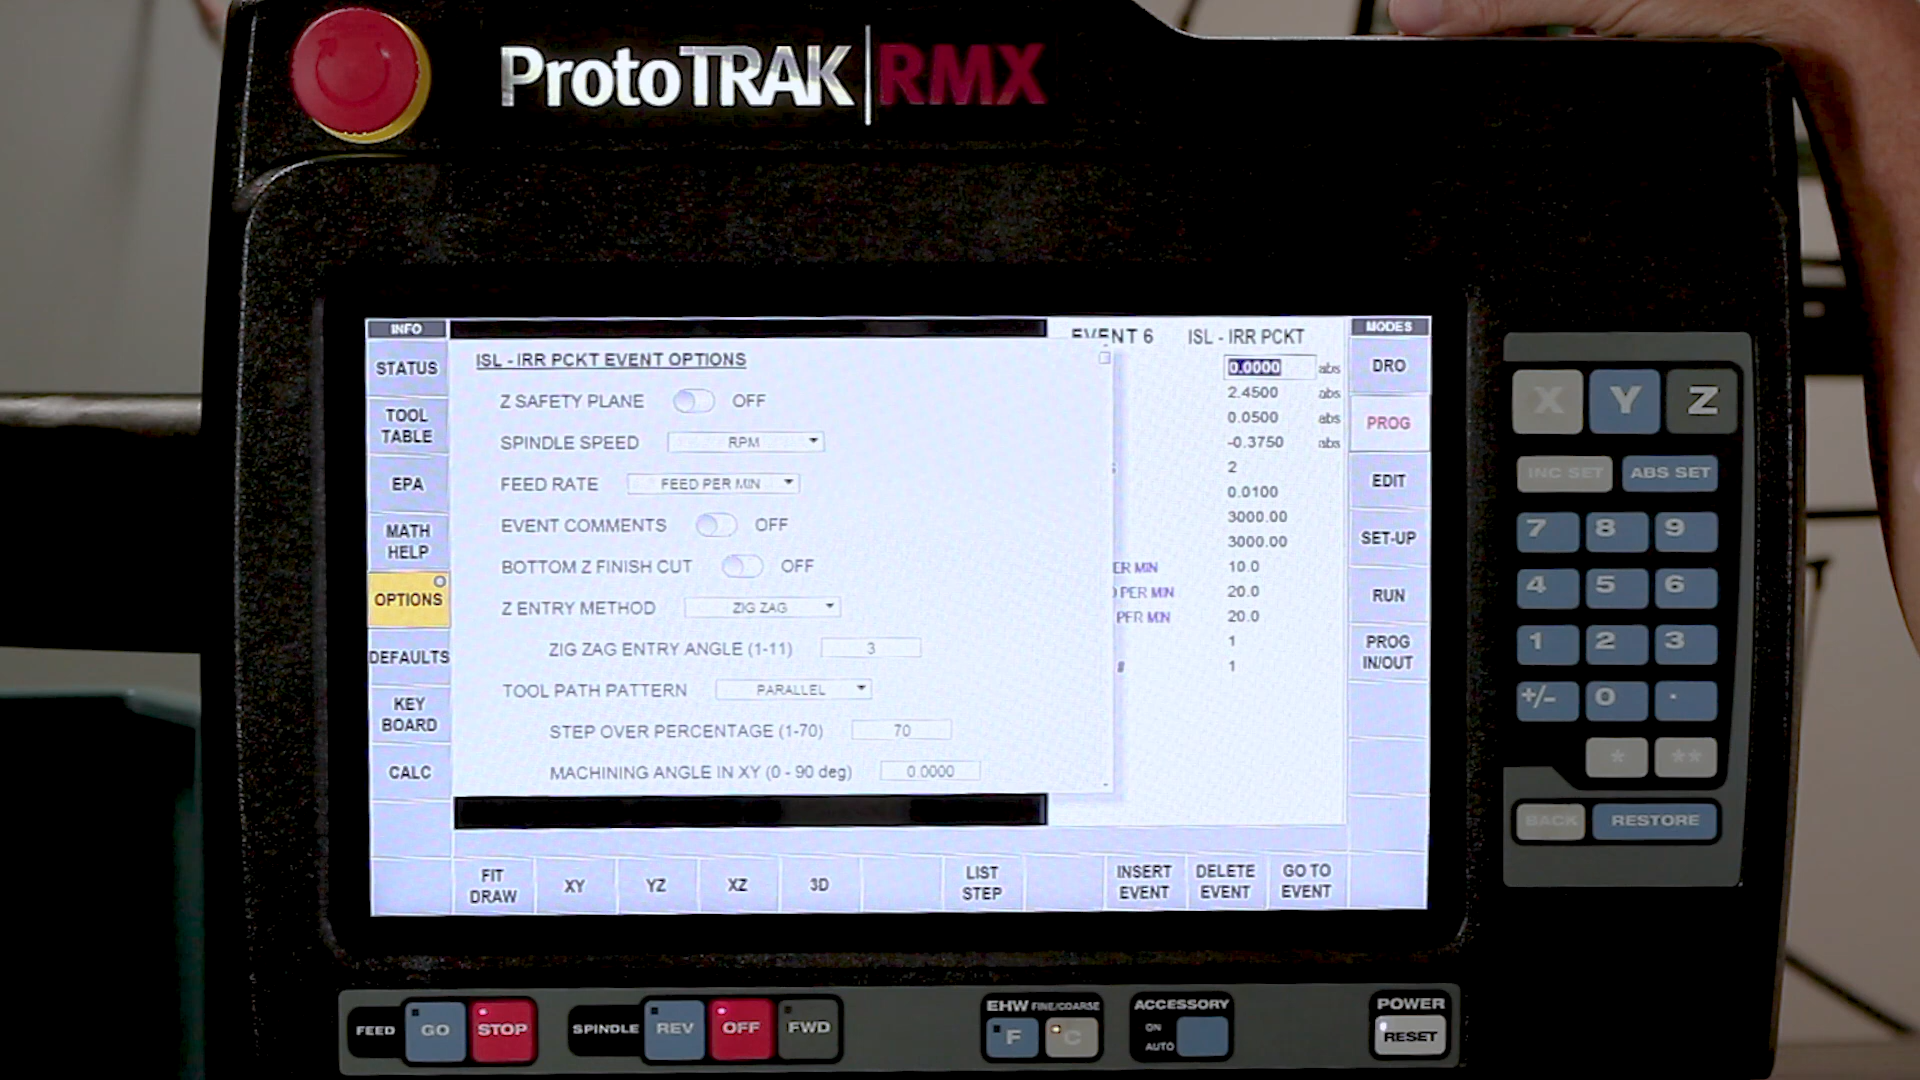 ProtoTRAK RMX
INFO
STATUS
TOOL
TABLE
EPA
MATH
HELP
OPTIONS
DEFAULTS
KEY
BOARD
CALC
ISL - IRR PCKT EVENT OPTIONS
Z SAFETY PLANE OFF
SPINDLE SPEED RPM
FEED RATE FEED PER MIN
EVENT COMMENTS OFF
BOTTOM Z FINISH CUT OFF
Z ENTRY METHOD ZIG ZAG
ZIG ZAG ENTRY ANGLE (1-11) 3
TOOL PATH PATTERN PARALLEL
STEP OVER PERCENTAGE (1-70) 70
MACHINING ANGLE IN XY (0 - 90 deg) 0.0000
EVENT 6 ISL - IRR PCKT
0.0000 abs
2.4500 abs
0.0500 abs
-0.3750 abs
2
0.0100
3000.00
3000.00
ER MIN 10.0
PER MIN 20.0
PER MIN 20.0
1
# 1
MODES
DRO
PROG
EDIT
SET-UP
RUN
PROG
IN/OUT
FIT
DRAW
XY
YZ
XZ
3D
LIST
STEP
INSERT
EVENT
DELETE
EVENT
GO TO
EVENT
X Y Z
INC SET ABS SET
7 8 9
4 5 6
1 2 3
+/- 0 .
* **
BACK RESTORE
FEED GO STOP
SPINDLE REV OFF FWD
EHW FINE/COARSE
F C
ACCESSORY
ON
AUTO
POWER
RESET